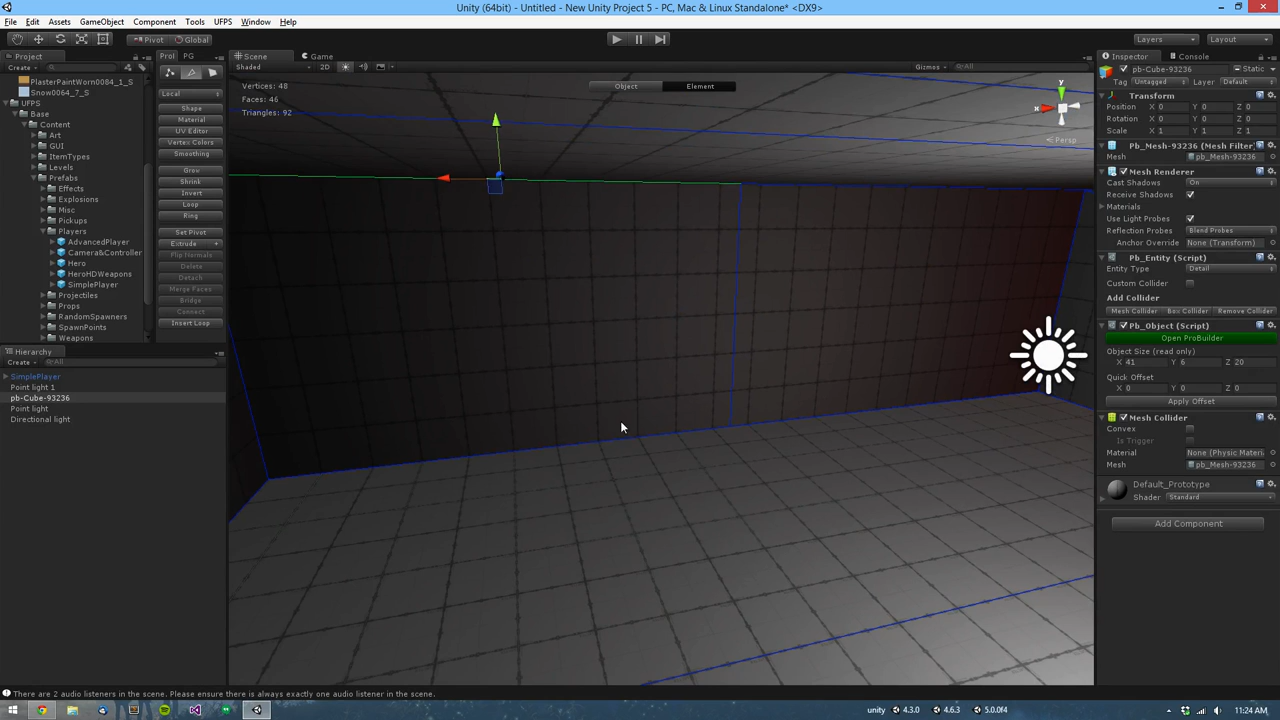 Unity (64bit) - Untitled - New Unity Project 5 - PC, Mac & Linux Standalone* <DX9>
File Edit Assets GameObject Component Tools UFPS Window Help
Pivot Global Layers Layout
Project
Create
PlasterPaintWorn0084_1_S
Snow0064_7_S
UFPS
Base
Content
Art
GUI
ItemTypes
Levels
Prefabs
Effects
Explosions
Misc
Pickups
Players
AdvancedPlayer
Camera&Controller
Hero
HeroHDWeapons
SimplePlayer
Projectiles
Props
RandomSpawners
SpawnPoints
Weapons
Hierarchy
Create All
SimplePlayer
Point light 1
pb-Cube-93236
Point light
Directional light
Prol PG
Local
Shape
Material
UV Editor
Vertex Colors
Smoothing
Grow
Shrink
Invert
Loop
Ring
Set Pivot
Extrude +
Flip Normals
Delete
Detach
Merge Faces
Bridge
Connect
Insert Loop
Scene Game
Shaded 2D Gizmos All
Vertices: 48
Faces: 46
Triangles: 92
Object Element
y
x
Persp
Inspector Console
pb-Cube-93236 Static
Tag Untagged Layer Default
Transform
Position X 0 Y 0 Z 0
Rotation X 0 Y 0 Z 0
Scale X 1 Y 1 Z 1
Pb_Mesh-93236 (Mesh Filter)
Mesh pb_Mesh-93236
Mesh Renderer
Cast Shadows On
Receive Shadows
Materials
Use Light Probes
Reflection Probes Blend Probes
Anchor Override None (Transform)
Pb_Entity (Script)
Entity Type Detail
Custom Collider
Add Collider
Mesh Collider Box Collider Remove Collider
Pb_Object (Script)
Open ProBuilder
Object Size (read only)
X 41 Y 6 Z 20
Quick Offset
X 0 Y 0 Z 0
Apply Offset
Mesh Collider
Convex
Is Trigger
Material None (Physic Materi
Mesh pb_Mesh-93236
Default_Prototype
Shader Standard
Add Component
There are 2 audio listeners in the scene. Please ensure there is always exactly one audio listener in the scene.
unity 4.3.0 4.6.3 5.0.0f4 11:24 AM